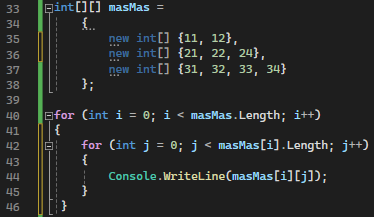 33 int[][] masMas =
34 {
35 new int[] {11, 12},
36 new int[] {21, 22, 24},
37 new int[] {31, 32, 33, 34}
38 };
39
40 for (int i = 0; i < masMas.Length; i++)
41 {
42 for (int j = 0; j < masMas[i].Length; j++)
43 {
44 Console.WriteLine(masMas[i][j]);
45 }
46 }